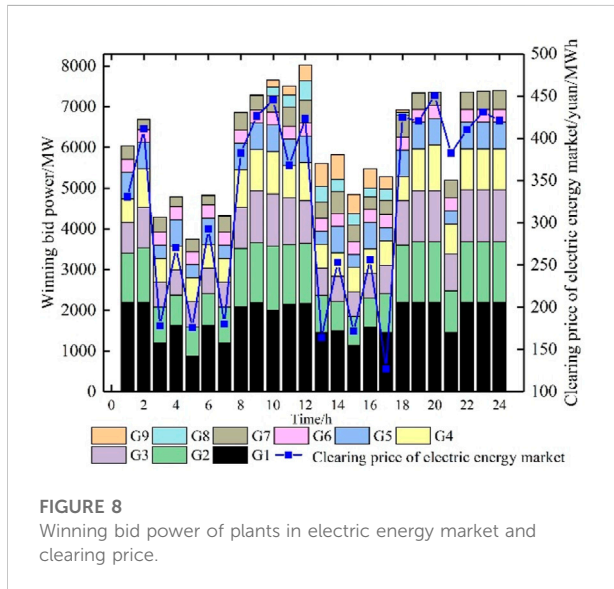 Winning bid power/MW
8000
7000
6000
5000
4000
3000
2000
1000
0
500
450
400
350
300
250
200
150
100
Clearing price of electric energy market/yuan/MWh
0 2 4 6 8 10 12 14 16 18 20 22 24
Time/h
G9 G8 G7 G6 G5 G4
G3 G2 G1 Clearing price of electric energy market
FIGURE 8
Winning bid power of plants in electric energy market and
clearing price.